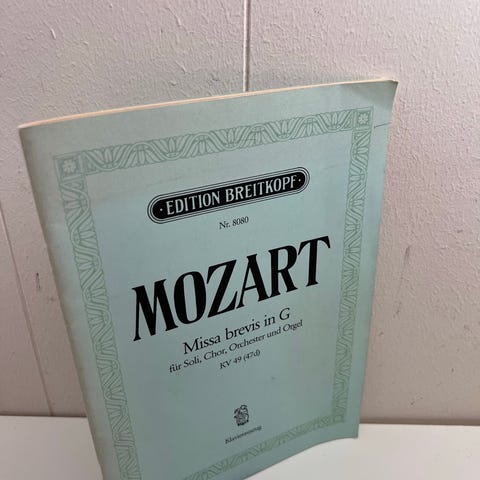 EDITION BREITKOPF
Nr. 8080
MOZART
Missa brevis in G
für Soli, Chor, Orchester und Orgel
KV 49 (47d)
Klavierauszug